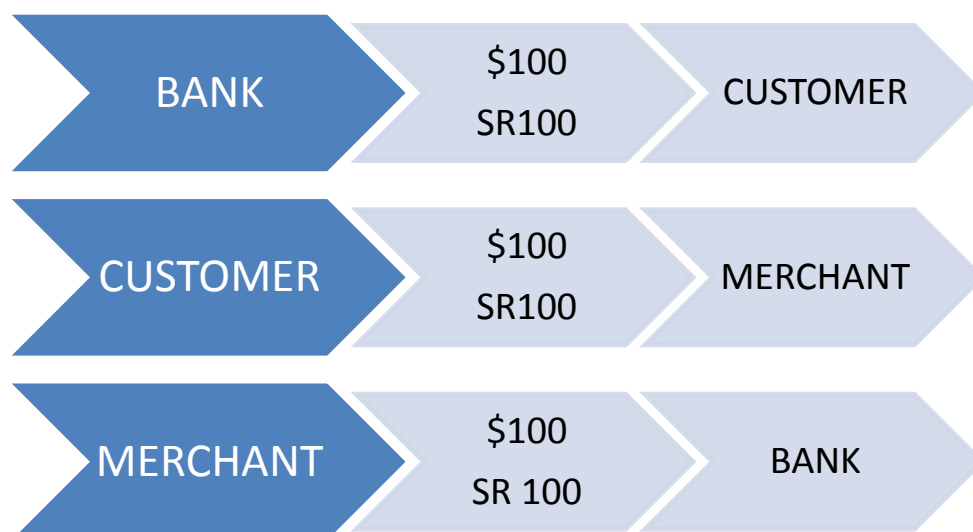 BANK
$100
SR100
CUSTOMER
CUSTOMER
$100
SR100
MERCHANT
MERCHANT
$100
SR 100
BANK